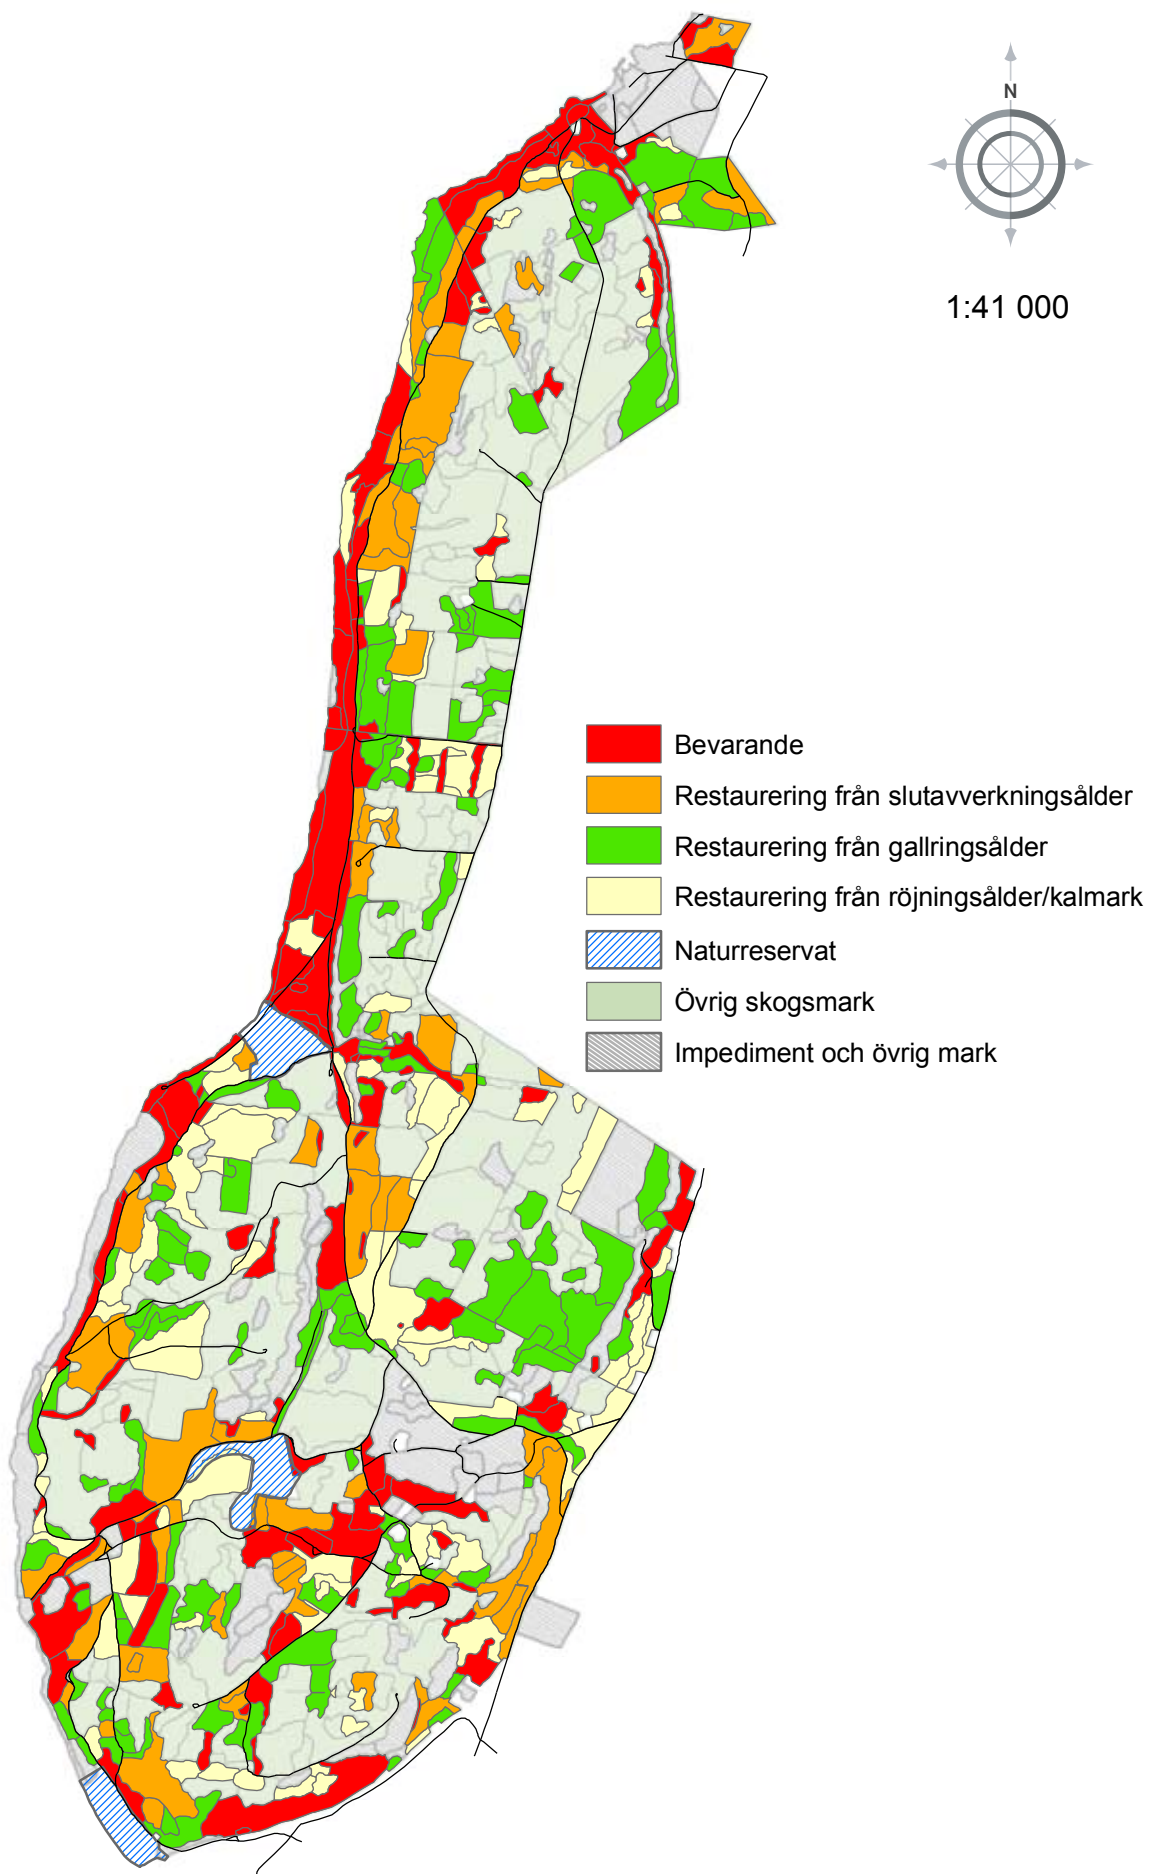 N
1:41 000
Bevarande
Restaurering från slutavverkningsålder
Restaurering från gallringsålder
Restaurering från röjningsålder/kalmark
Naturreservat
Övrig skogsmark
Impediment och övrig mark